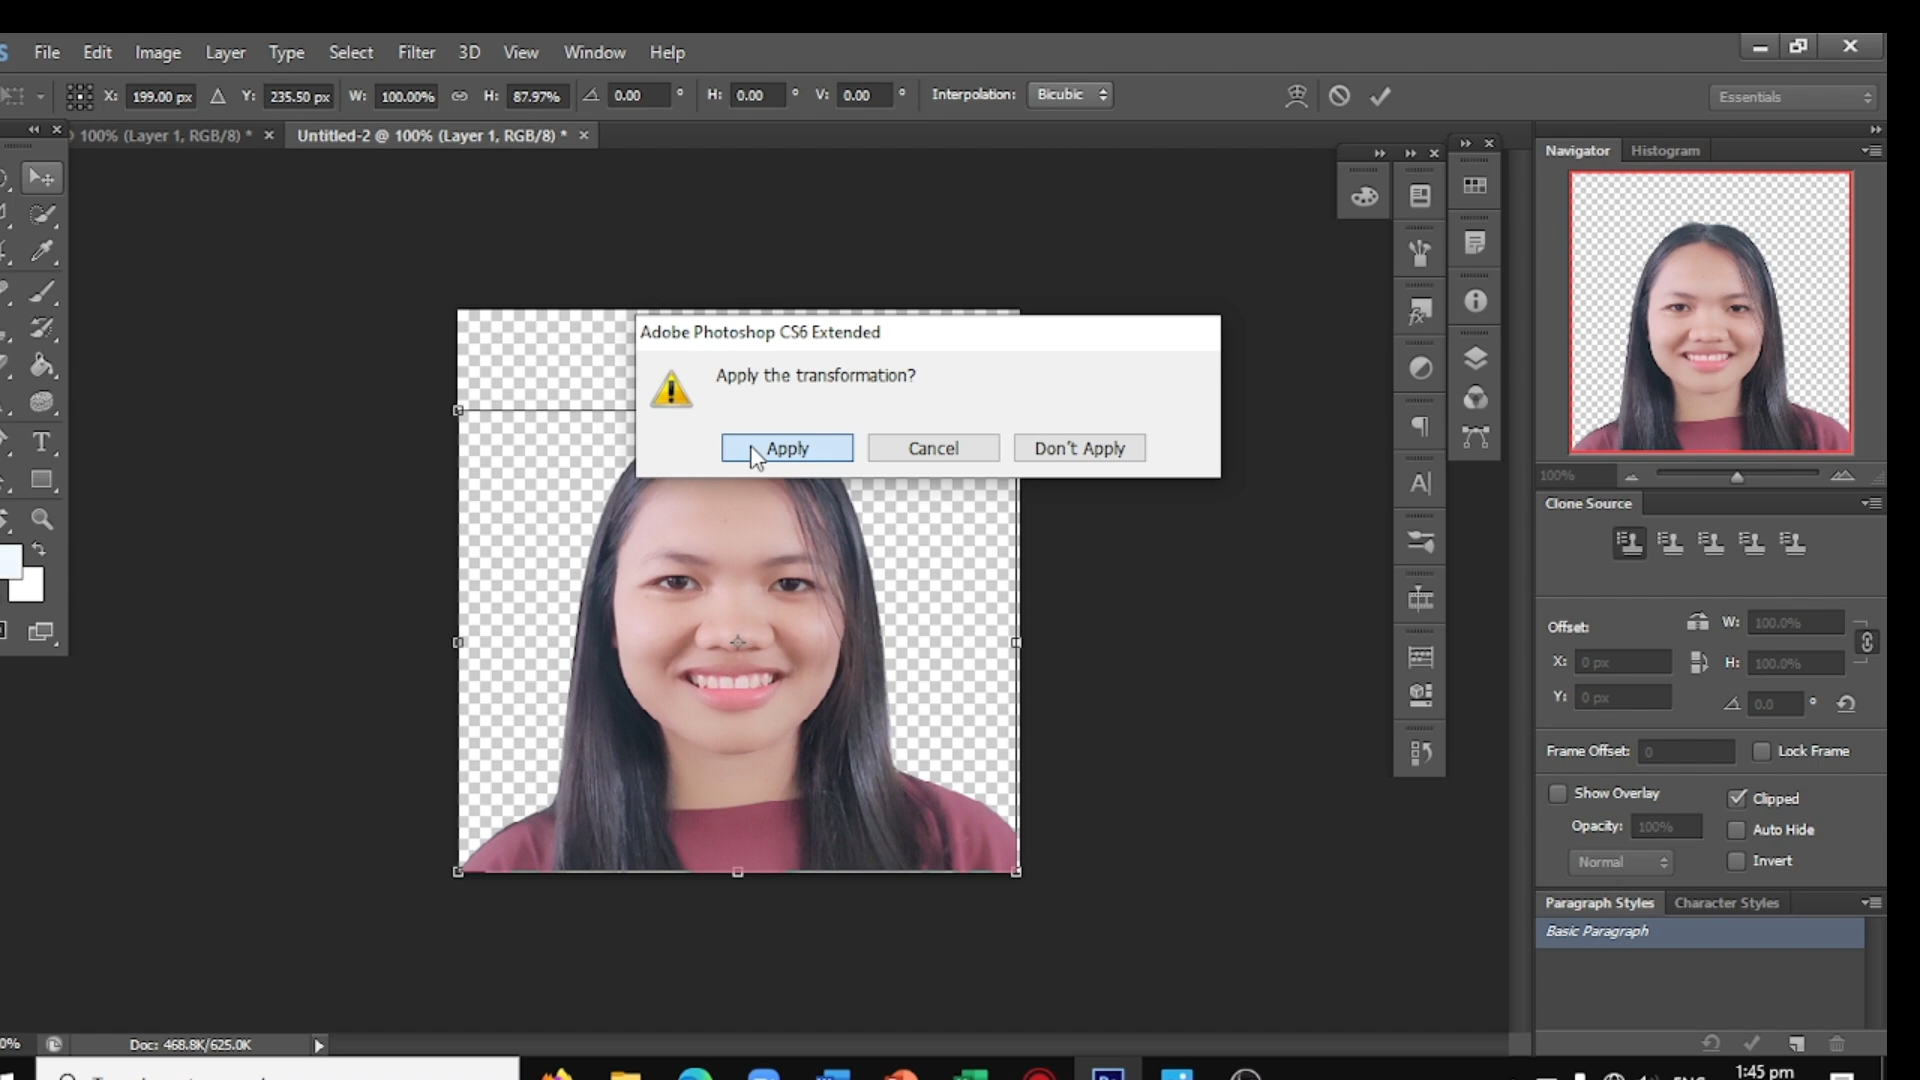 File Edit Image Layer Type Select Filter 3D View Window Help
X: 199.00 px Y: 235.50 px W: 100.00% H: 87.97% 0.00 ° H: 0.00 ° V: 0.00 ° Interpolation: Bicubic Essentials
100% (Layer 1, RGB/8) * × Untitled-2 @ 100% (Layer 1, RGB/8) * ×
Navigator Histogram
Adobe Photoshop CS6 Extended
Apply the transformation?
Apply Cancel Don't Apply
100%
Clone Source
Offset: W: 100.0%
X: 0 px H: 100.0%
Y: 0 px 0.0 °
Frame Offset: 0 Lock Frame
Show Overlay Clipped
Opacity: 100% Auto Hide
Normal Invert
Paragraph Styles Character Styles
Basic Paragraph
0% Doc: 468.8K/625.0K
1:45 pm